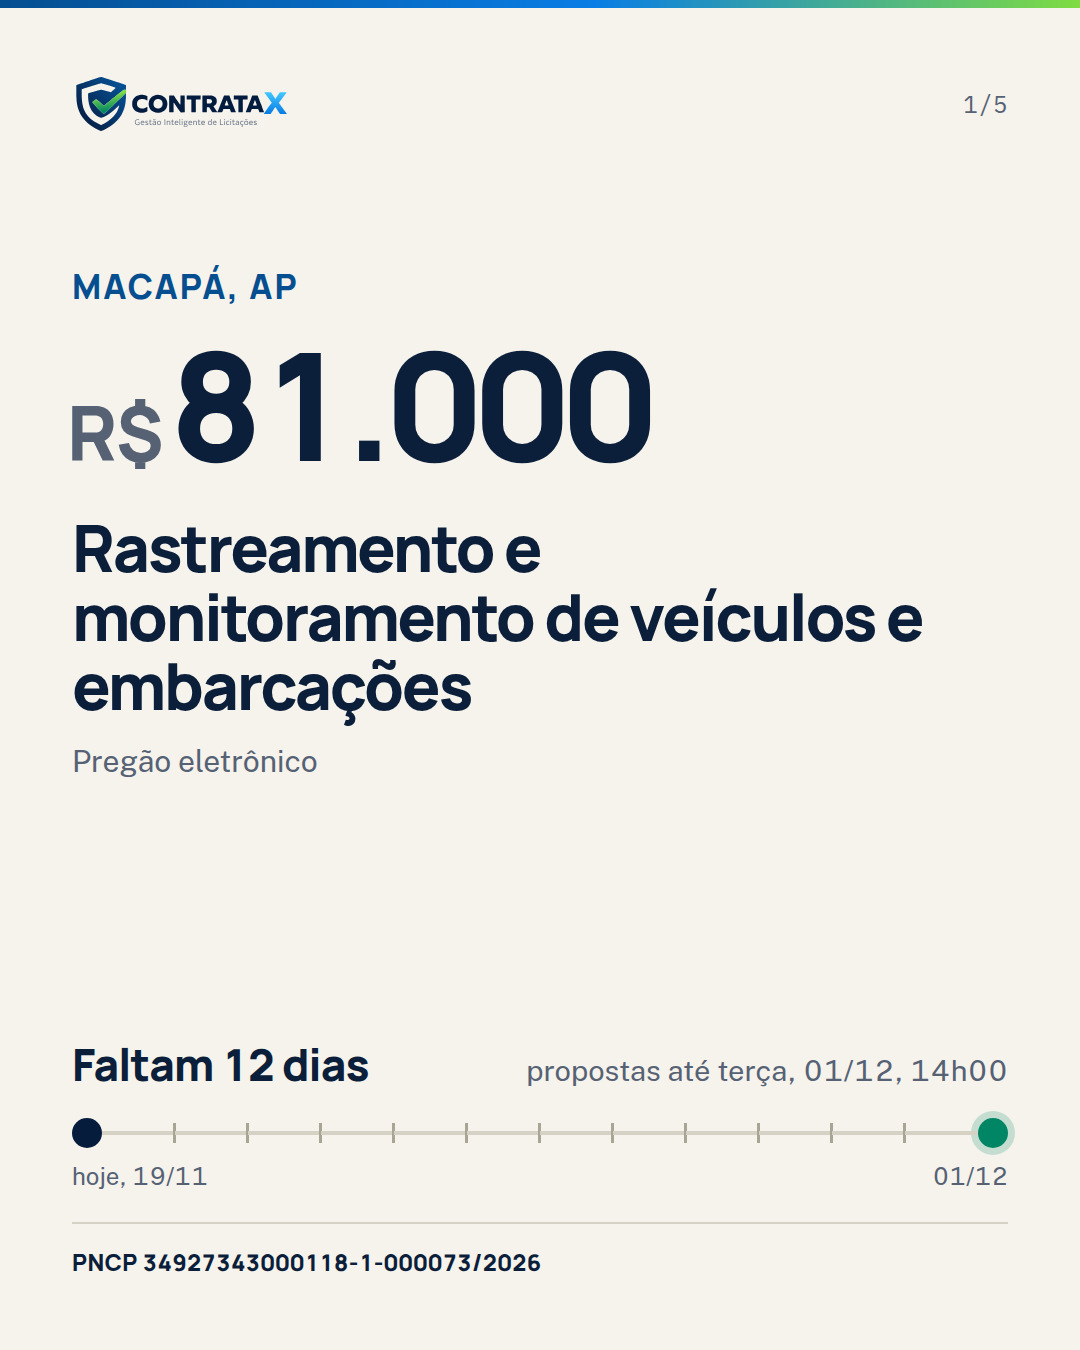 CONTRATAX
Gestão Inteligente de Licitações
1/5
MACAPÁ, AP
R$ 81.000
Rastreamento e
monitoramento de veículos e
embarcações
Pregão eletrônico
Faltam 12 dias
propostas até terça, 01/12, 14h00
hoje, 19/11
01/12
PNCP 34927343000118-1-000073/2026